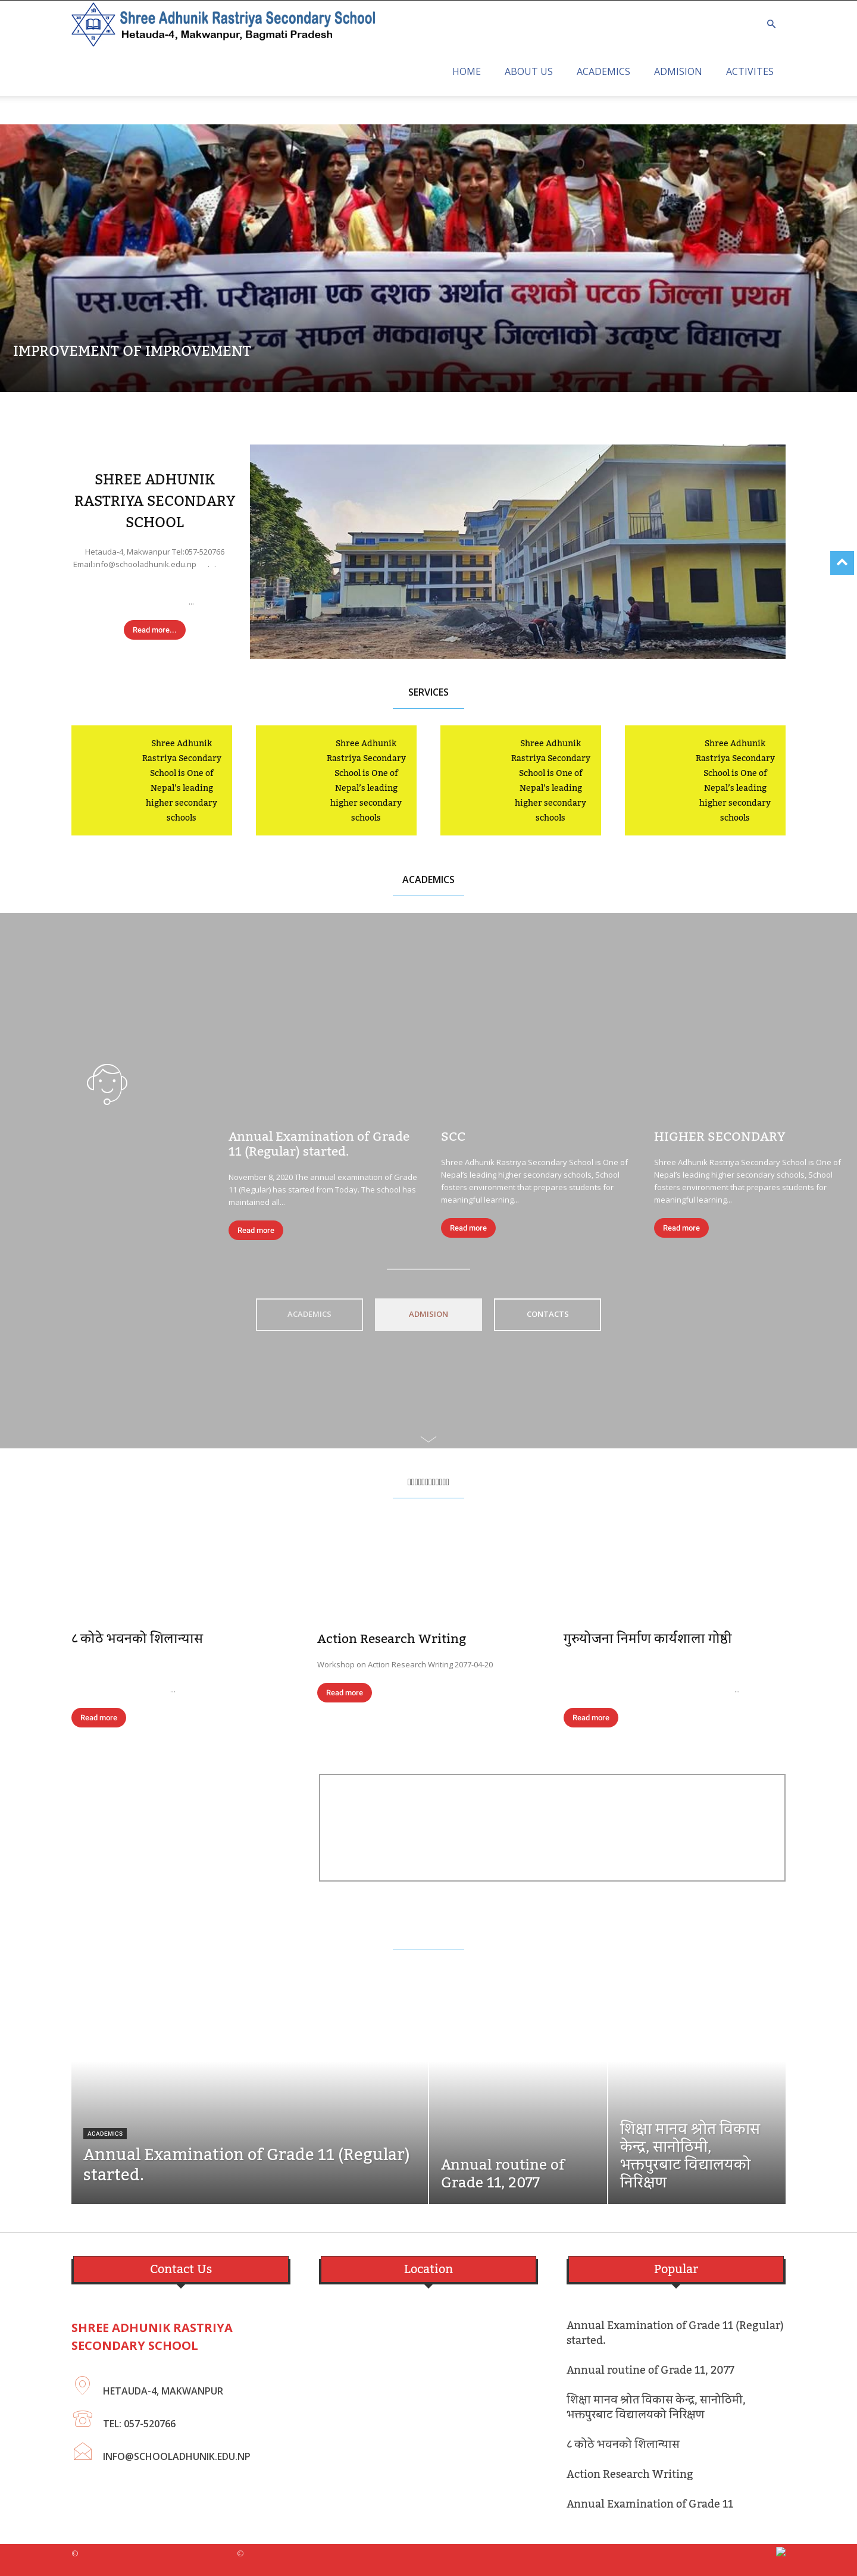 Shree Adhunik Rastriya Secondary School
Hetauda-4, Makwanpur, Bagmati Pradesh
HOME
ABOUT US
ACADEMICS
ADMISION
ACTIVITES
एस.एल.सी. परीक्षामा एक दशक अर्थात दशकौं पटक जिल्ला प्रथम
सफल मकवानपुर जिल्लाको उत्कृष्ट विद्यालय
IMPROVEMENT OF IMPROVEMENT
SHREE ADHUNIK
RASTRIYA SECONDARY
SCHOOL
Hetauda-4, Makwanpur Tel:057-520766
Email:info@schooladhunik.edu.np . .
...
Read more...
SERVICES
Shree Adhunik
Rastriya Secondary
School is One of
Nepal's leading
higher secondary
schools
Shree Adhunik
Rastriya Secondary
School is One of
Nepal's leading
higher secondary
schools
Shree Adhunik
Rastriya Secondary
School is One of
Nepal's leading
higher secondary
schools
Shree Adhunik
Rastriya Secondary
School is One of
Nepal's leading
higher secondary
schools
ACADEMICS
Annual Examination of Grade
11 (Regular) started.
November 8, 2020 The annual examination of Grade
11 (Regular) has started from Today. The school has
maintained all...
Read more
SCC
Shree Adhunik Rastriya Secondary School is One of
Nepal's leading higher secondary schools, School
fosters environment that prepares students for
meaningful learning...
Read more
HIGHER SECONDARY
Shree Adhunik Rastriya Secondary School is One of
Nepal's leading higher secondary schools, School
fosters environment that prepares students for
meaningful learning...
Read more
ACADEMICS
ADMISION
CONTACTS
८ कोठे भवनको शिलान्यास
...
Read more
Action Research Writing
Workshop on Action Research Writing 2077-04-20
Read more
गुरुयोजना निर्माण कार्यशाला गोष्ठी
...
Read more
ACADEMICS
Annual Examination of Grade 11 (Regular)
started.
Annual routine of
Grade 11, 2077
शिक्षा मानव श्रोत विकास
केन्द्र, सानोठिमी,
भक्तपुरबाट विद्यालयको
निरिक्षण
Contact Us
SHREE ADHUNIK RASTRIYA
SECONDARY SCHOOL
HETAUDA-4, MAKWANPUR
TEL: 057-520766
INFO@SCHOOLADHUNIK.EDU.NP
Location
Popular
Annual Examination of Grade 11 (Regular)
started.
Annual routine of Grade 11, 2077
शिक्षा मानव श्रोत विकास केन्द्र, सानोठिमी,
भक्तपुरबाट विद्यालयको निरिक्षण
८ कोठे भवनको शिलान्यास
Action Research Writing
Annual Examination of Grade 11
© ©